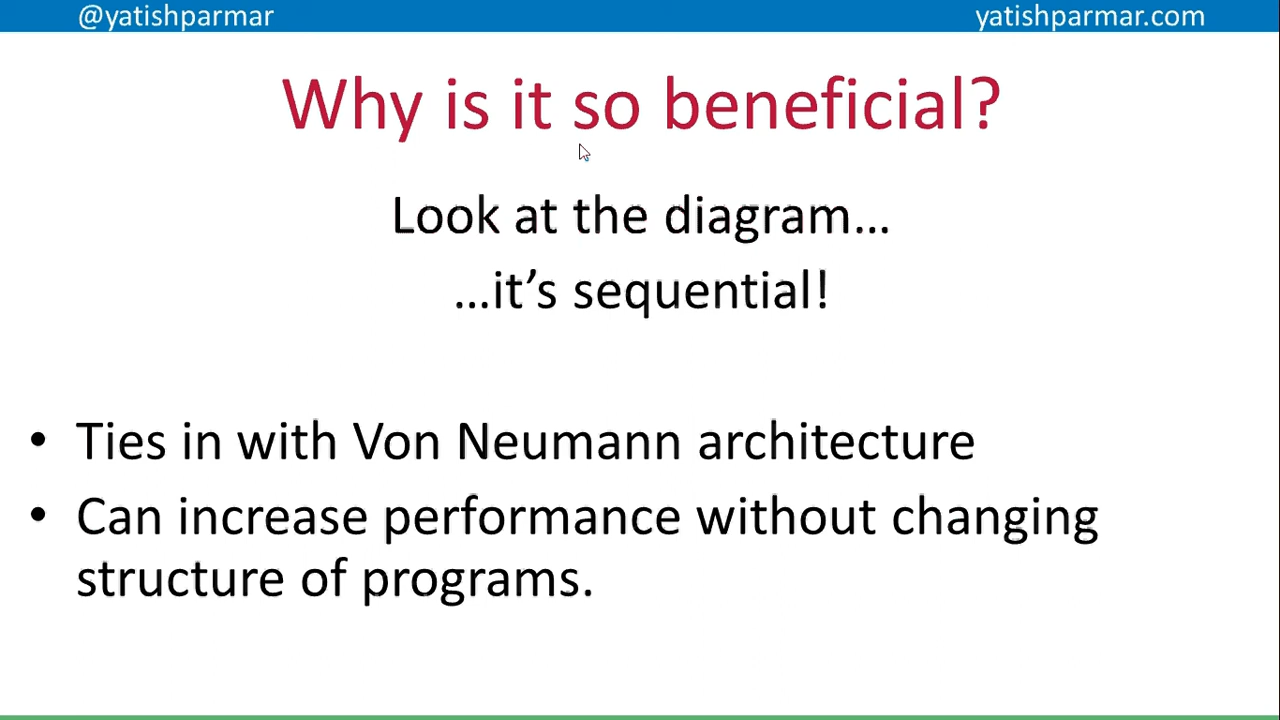 @yatishparmar
yatishparmar.com
Why is it so beneficial?
Look at the diagram...
...it’s sequential!
• Ties in with Von Neumann architecture
• Can increase performance without changing
structure of programs.